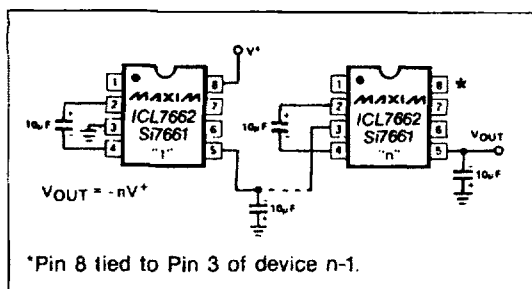 V+
1 8
MAXIM
2 7
ICL7662
Si7661
10µF
3 6
4 5
"1"
VOUT = -nV+
10µF
1 8 *
MAXIM
2 7
ICL7662
Si7661
10µF
3 6
4 5
"n"
VOUT
10µF
*Pin 8 tied to Pin 3 of device n-1.